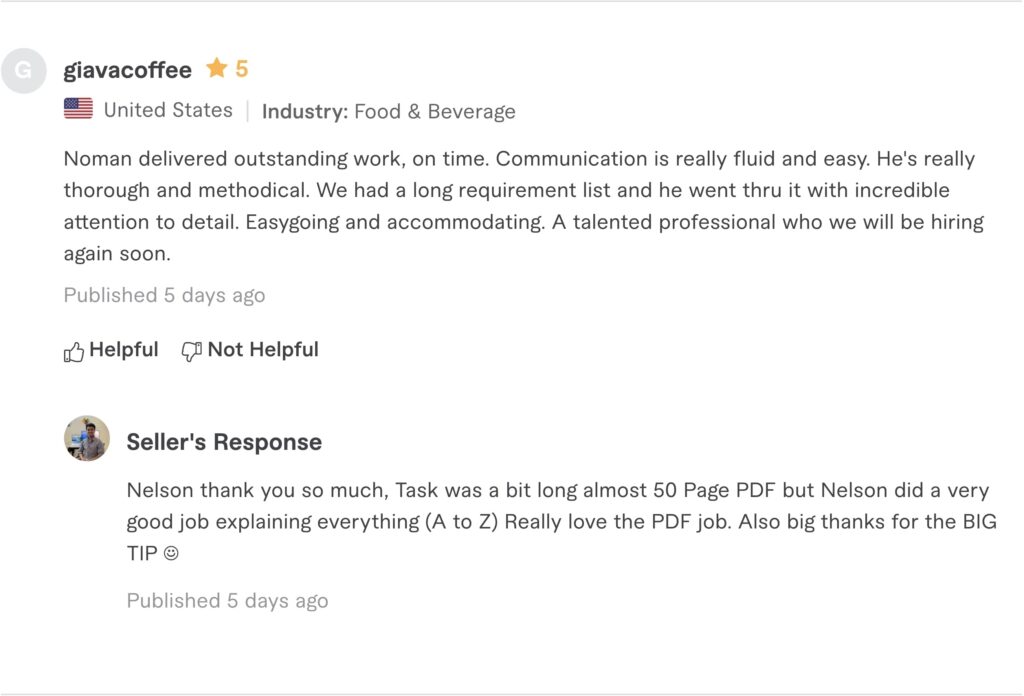 G
giavacoffee ★ 5
United States | Industry: Food & Beverage
Noman delivered outstanding work, on time. Communication is really fluid and easy. He's really
thorough and methodical. We had a long requirement list and he went thru it with incredible
attention to detail. Easygoing and accommodating. A talented professional who we will be hiring
again soon.
Published 5 days ago
Helpful Not Helpful
Seller's Response
Nelson thank you so much, Task was a bit long almost 50 Page PDF but Nelson did a very
good job explaining everything (A to Z) Really love the PDF job. Also big thanks for the BIG
TIP ☺
Published 5 days ago